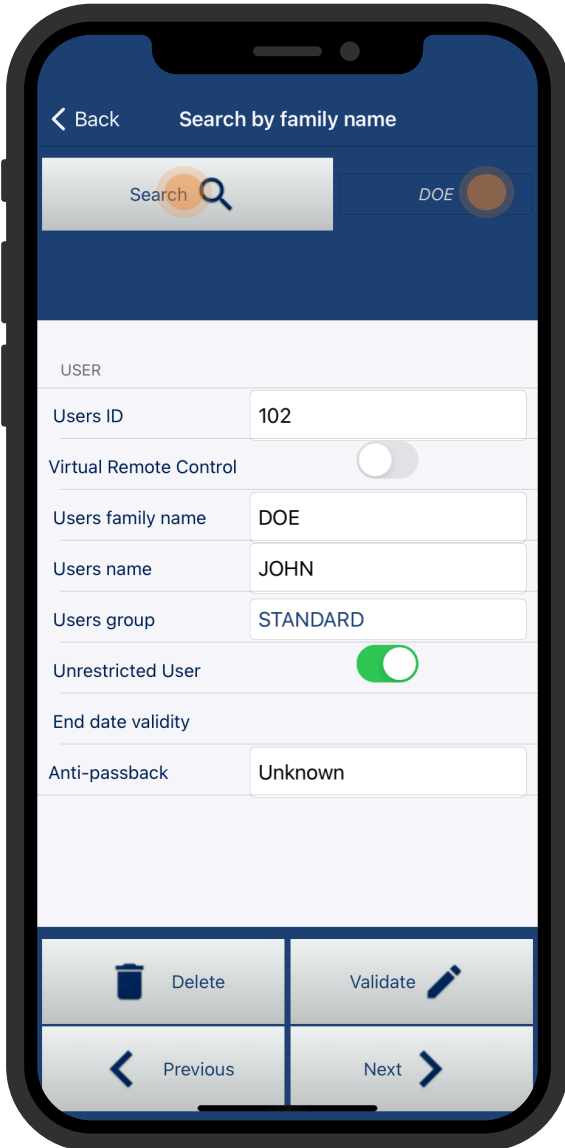 Back Search by family name
Search DOE
USER
Users ID 102
Virtual Remote Control
Users family name DOE
Users name JOHN
Users group STANDARD
Unrestricted User
End date validity
Anti-passback Unknown
Delete Validate
Previous Next